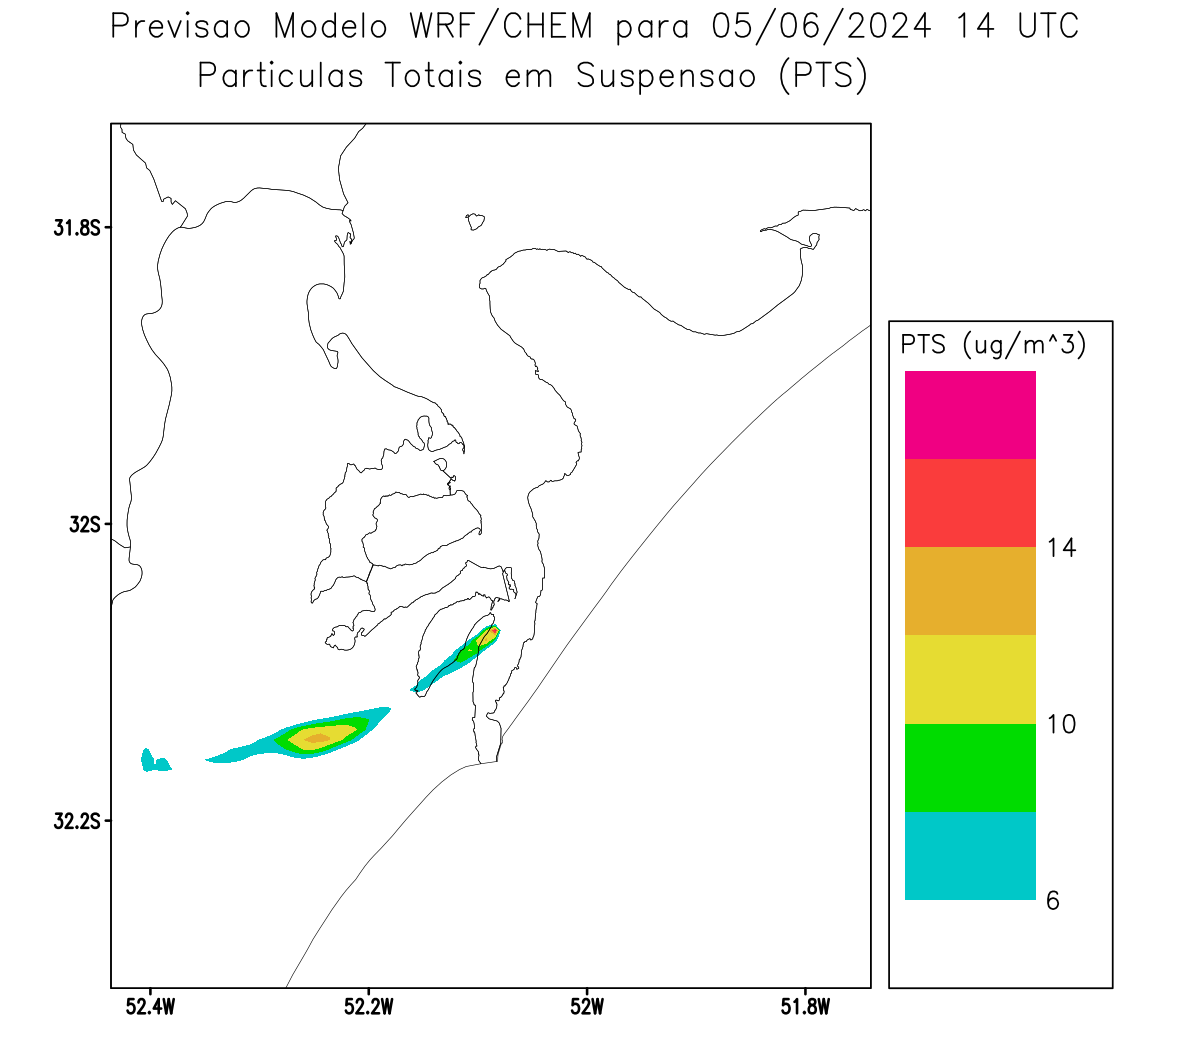 Previsao Modelo WRF/CHEM para 05/06/2024 14 UTC
Particulas Totais em Suspensao (PTS)
31.8S
32S
32.2S
52.4W 52.2W 52W 51.8W
PTS (ug/m^3)
14
10
6